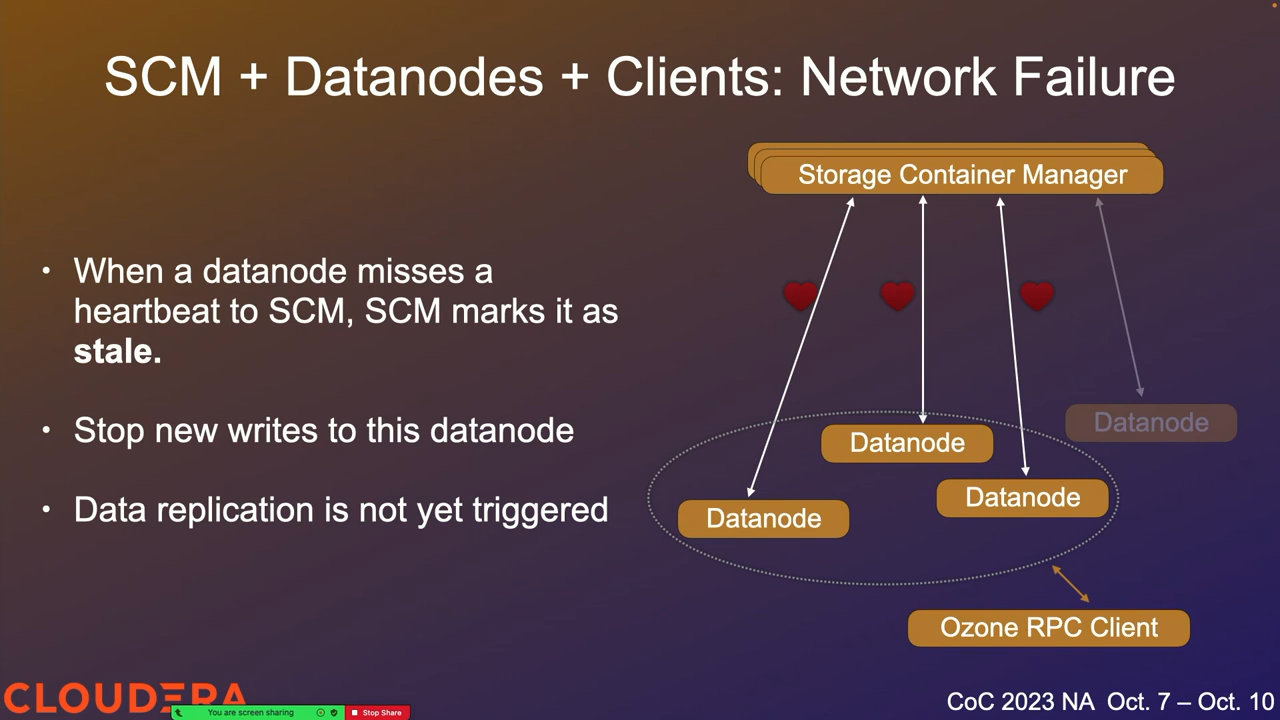 SCM + Datanodes + Clients: Network Failure
Storage Container Manager
• When a datanode misses a
heartbeat to SCM, SCM marks it as
stale.
• Stop new writes to this datanode
• Data replication is not yet triggered
Datanode
Datanode
Datanode
Datanode
Ozone RPC Client
CLOUDERA
You are screen sharing
Stop Share
CoC 2023 NA Oct. 7 – Oct. 10